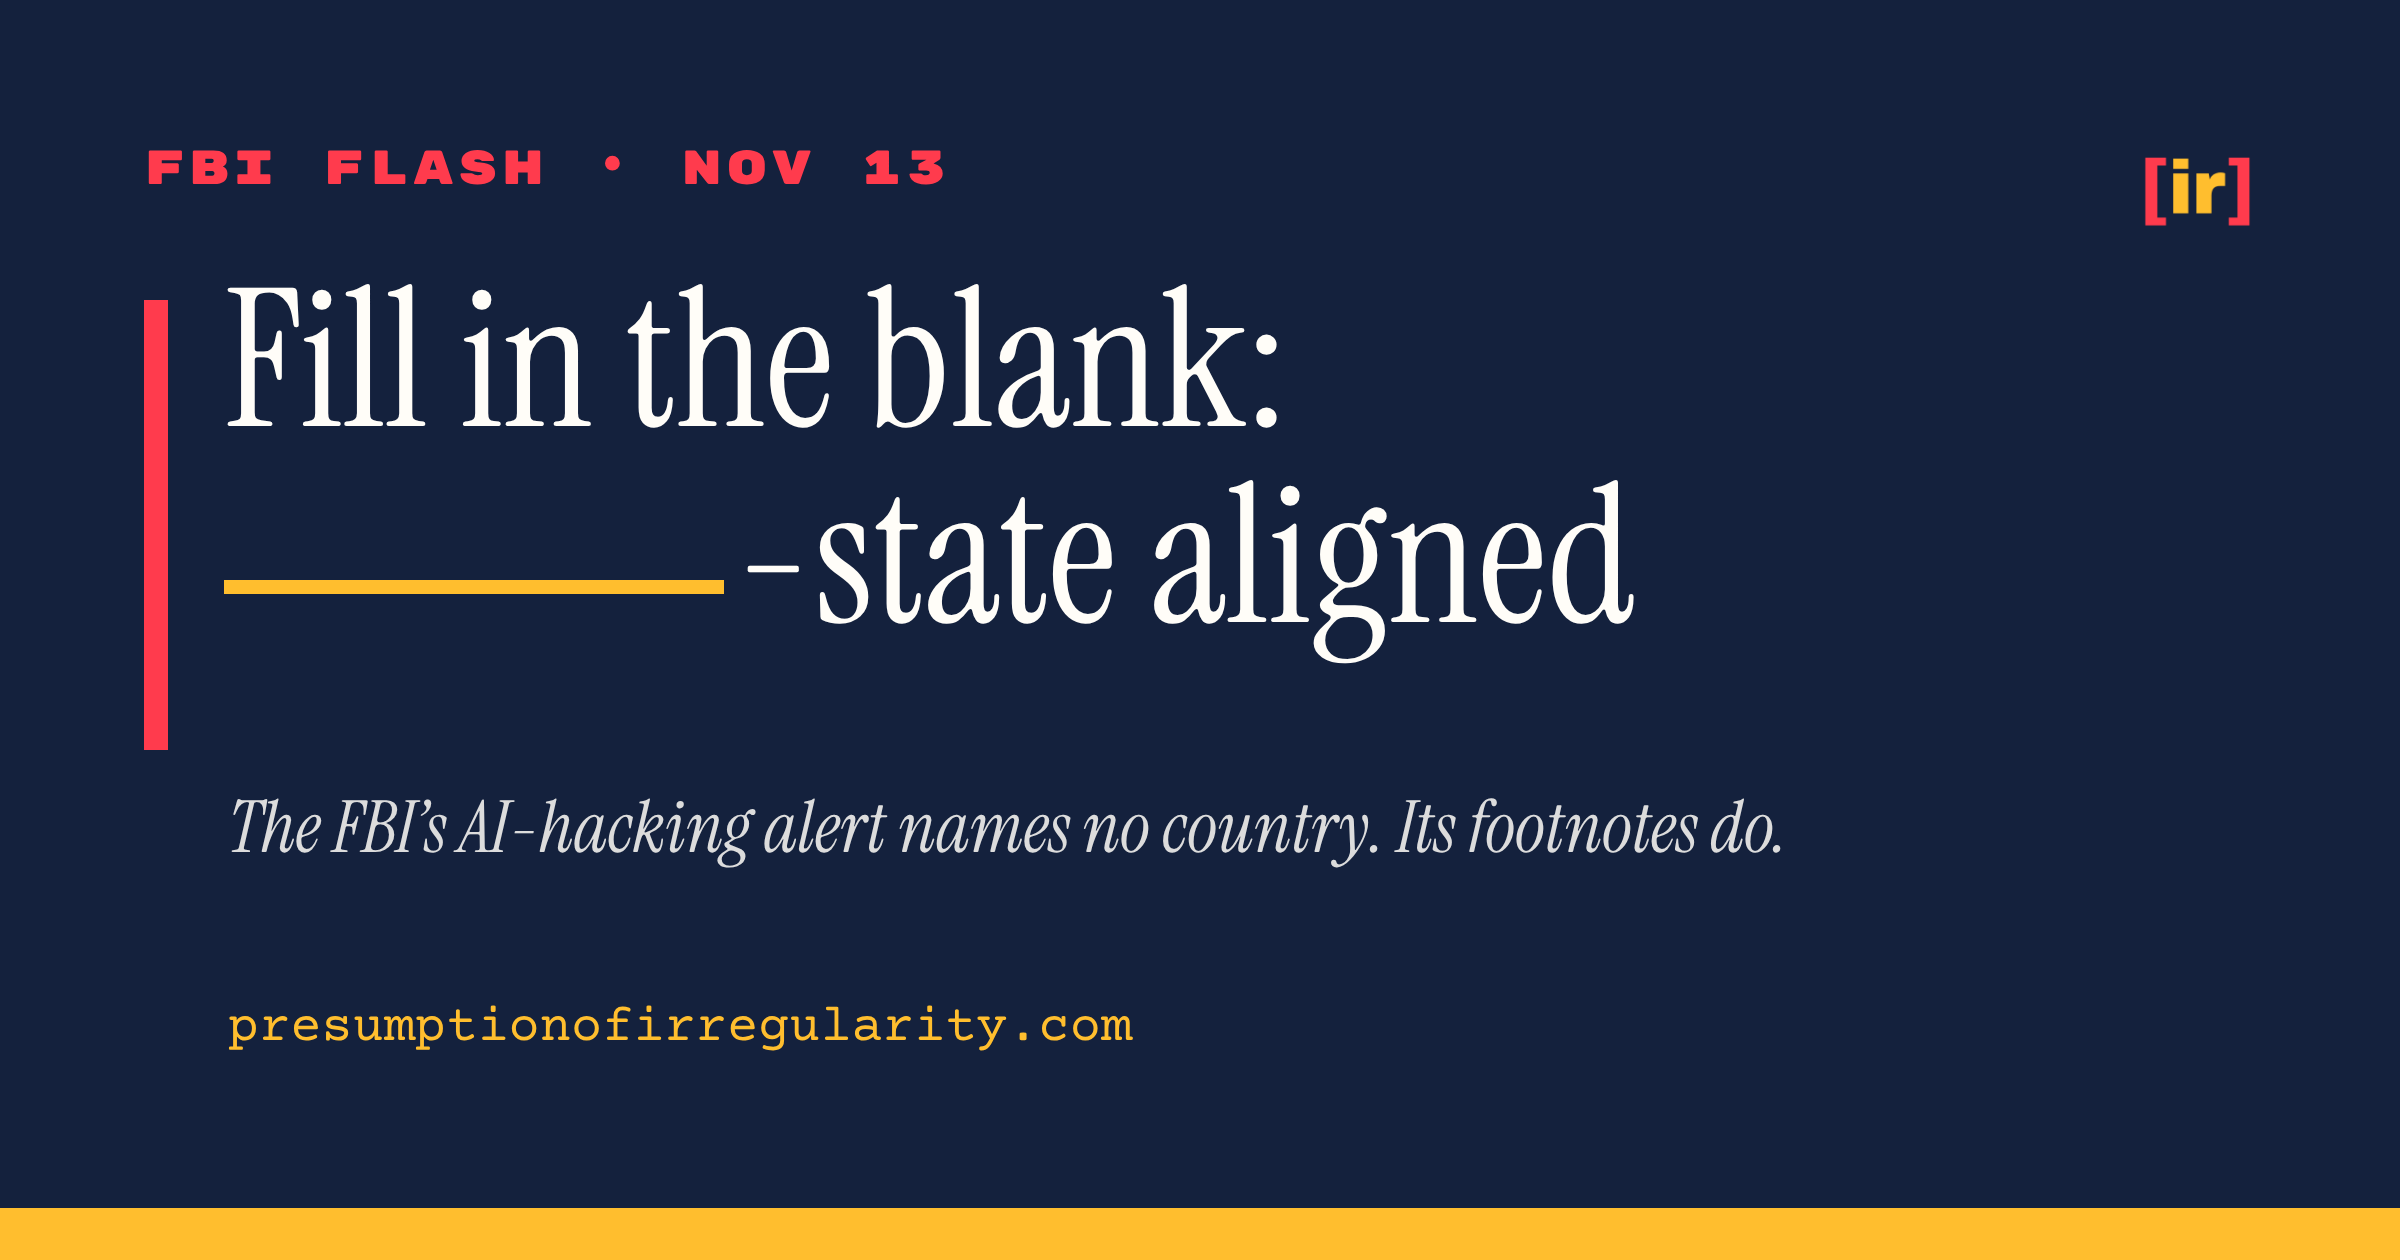 FBI FLASH • NOV 13
[ir]
Fill in the blank:
-state aligned
The FBI’s AI-hacking alert names no country. Its footnotes do.
presumptionofirregularity.com